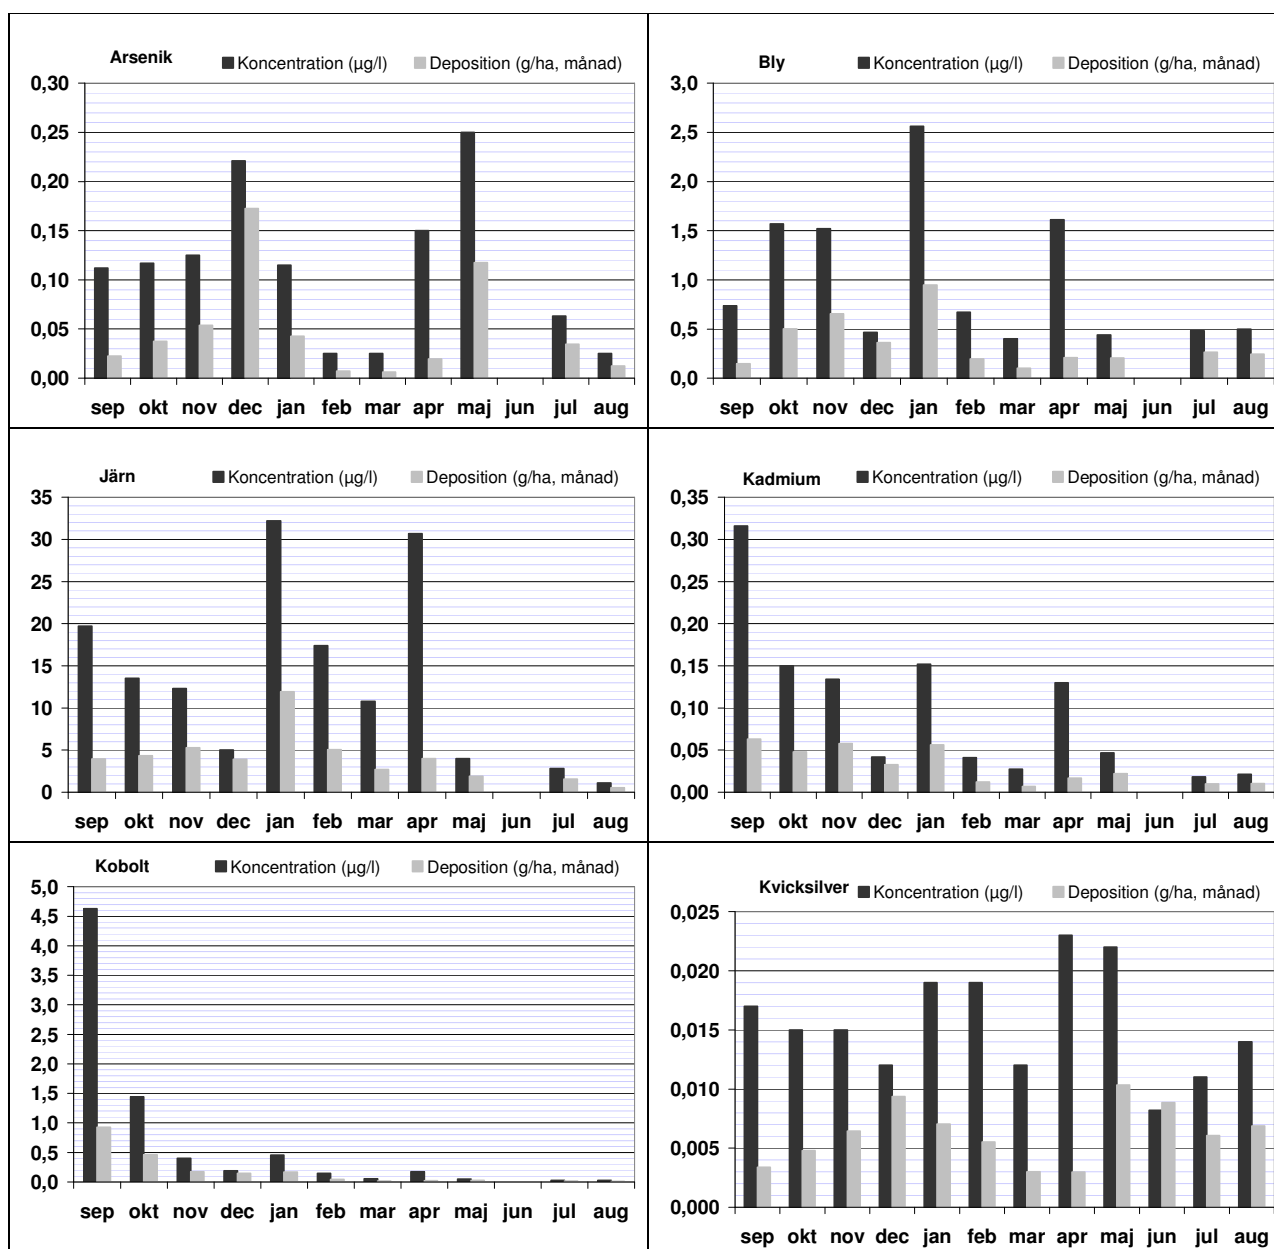 Arsenik
Koncentration (µg/l) Deposition (g/ha, månad)
0,30
0,25
0,20
0,15
0,10
0,05
0,00
sep okt nov dec jan feb mar apr maj jun jul aug
Bly
Koncentration (µg/l) Deposition (g/ha, månad)
3,0
2,5
2,0
1,5
1,0
0,5
0,0
sep okt nov dec jan feb mar apr maj jun jul aug
Järn
Koncentration (µg/l) Deposition (g/ha, månad)
35
30
25
20
15
10
5
0
sep okt nov dec jan feb mar apr maj jun jul aug
Kadmium
Koncentration (µg/l) Deposition (g/ha, månad)
0,35
0,30
0,25
0,20
0,15
0,10
0,05
0,00
sep okt nov dec jan feb mar apr maj jun jul aug
Kobolt
Koncentration (µg/l) Deposition (g/ha, månad)
5,0
4,5
4,0
3,5
3,0
2,5
2,0
1,5
1,0
0,5
0,0
sep okt nov dec jan feb mar apr maj jun jul aug
Kvicksilver
Koncentration (µg/l) Deposition (g/ha, månad)
0,025
0,020
0,015
0,010
0,005
0,000
sep okt nov dec jan feb mar apr maj jun jul aug